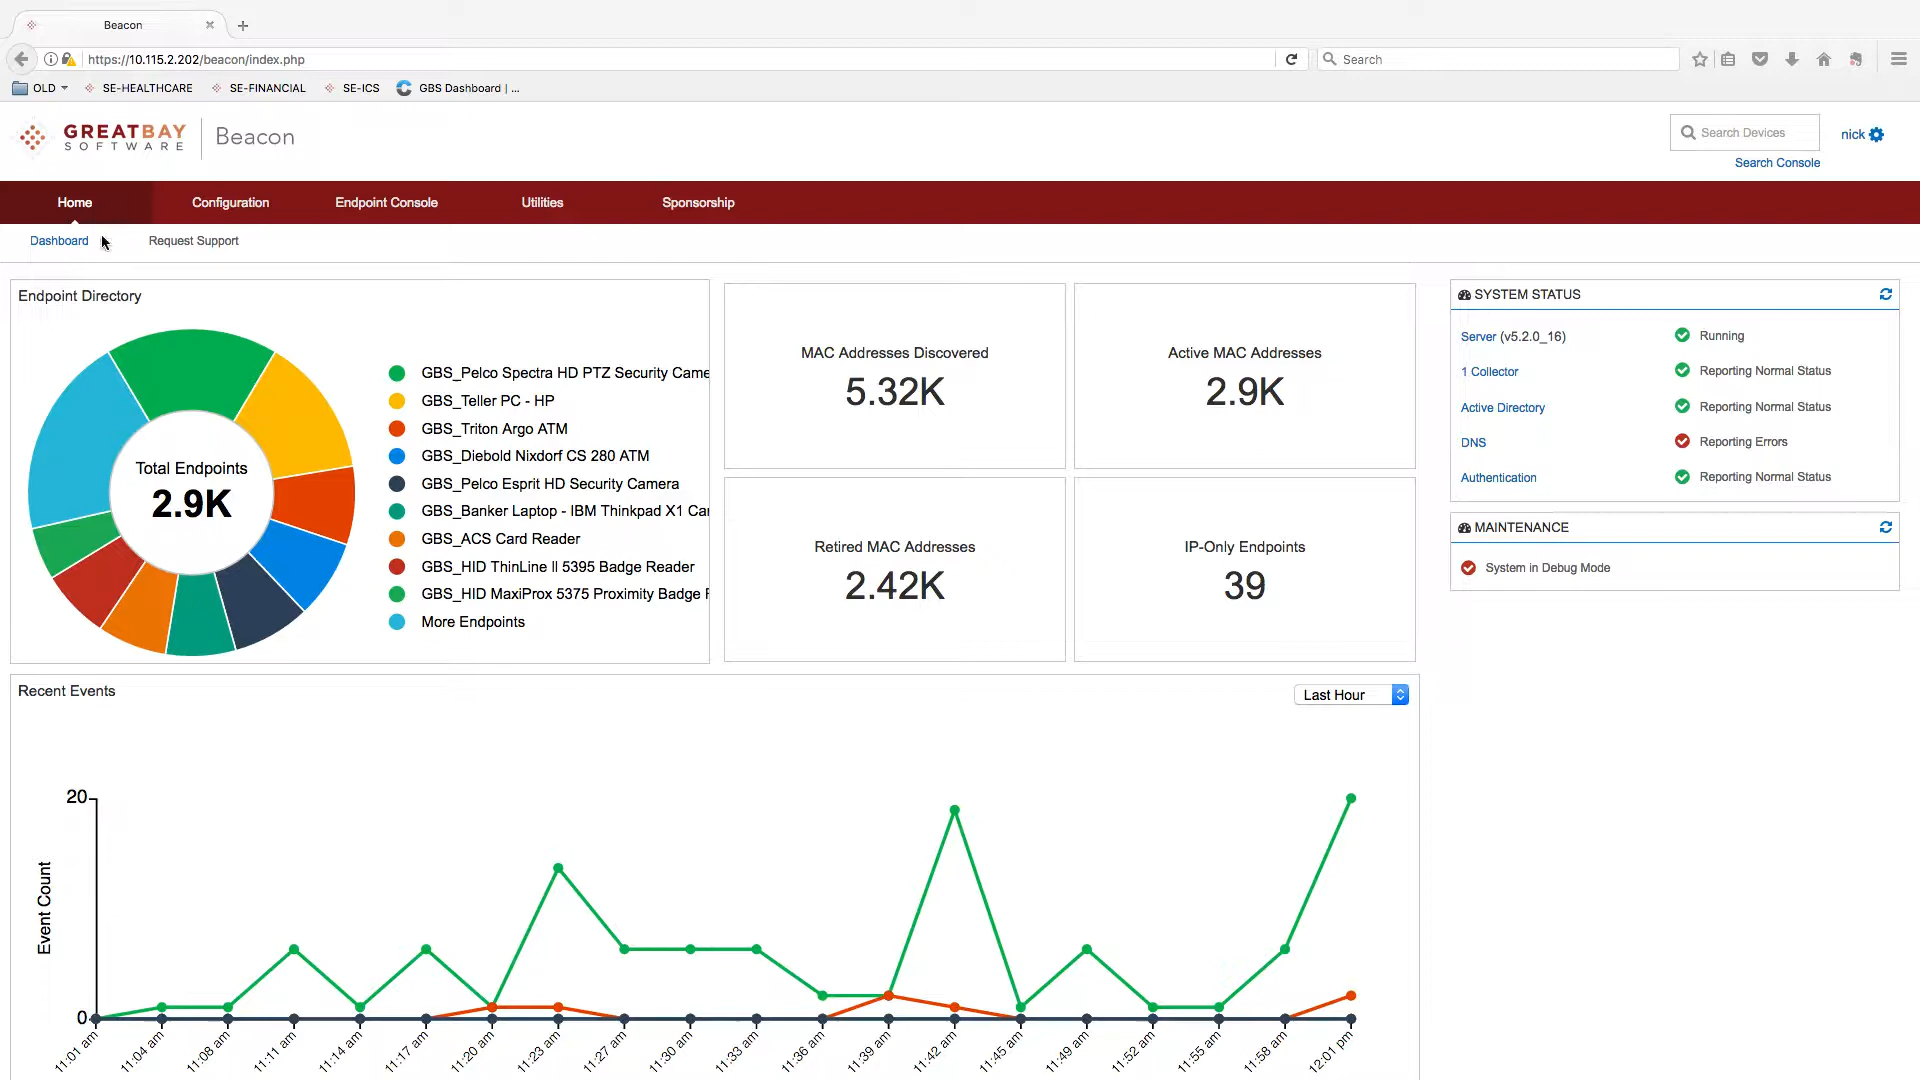 Beacon
https://10.115.2.202/beacon/index.php
Search
OLD
SE-HEALTHCARE
SE-FINANCIAL
SE-ICS
GBS Dashboard | ...
GREATBAY
SOFTWARE
Beacon
Search Devices
nick
Search Console
Home
Configuration
Endpoint Console
Utilities
Sponsorship
Dashboard
Request Support
Endpoint Directory
Total Endpoints
2.9K
GBS_Pelco Spectra HD PTZ Security Came
GBS_Teller PC - HP
GBS_Triton Argo ATM
GBS_Diebold Nixdorf CS 280 ATM
GBS_Pelco Esprit HD Security Camera
GBS_Banker Laptop - IBM Thinkpad X1 Car
GBS_ACS Card Reader
GBS_HID ThinLine II 5395 Badge Reader
GBS_HID MaxiProx 5375 Proximity Badge R
More Endpoints
MAC Addresses Discovered
5.32K
Active MAC Addresses
2.9K
Retired MAC Addresses
2.42K
IP-Only Endpoints
39
SYSTEM STATUS
Server (v5.2.0_16)
Running
1 Collector
Reporting Normal Status
Active Directory
Reporting Normal Status
DNS
Reporting Errors
Authentication
Reporting Normal Status
MAINTENANCE
System in Debug Mode
Recent Events
Last Hour
20
Event Count
0
11:01 am
11:04 am
11:08 am
11:11 am
11:14 am
11:17 am
11:20 am
11:23 am
11:27 am
11:30 am
11:33 am
11:36 am
11:39 am
11:42 am
11:45 am
11:49 am
11:52 am
11:55 am
11:58 am
12:01 pm